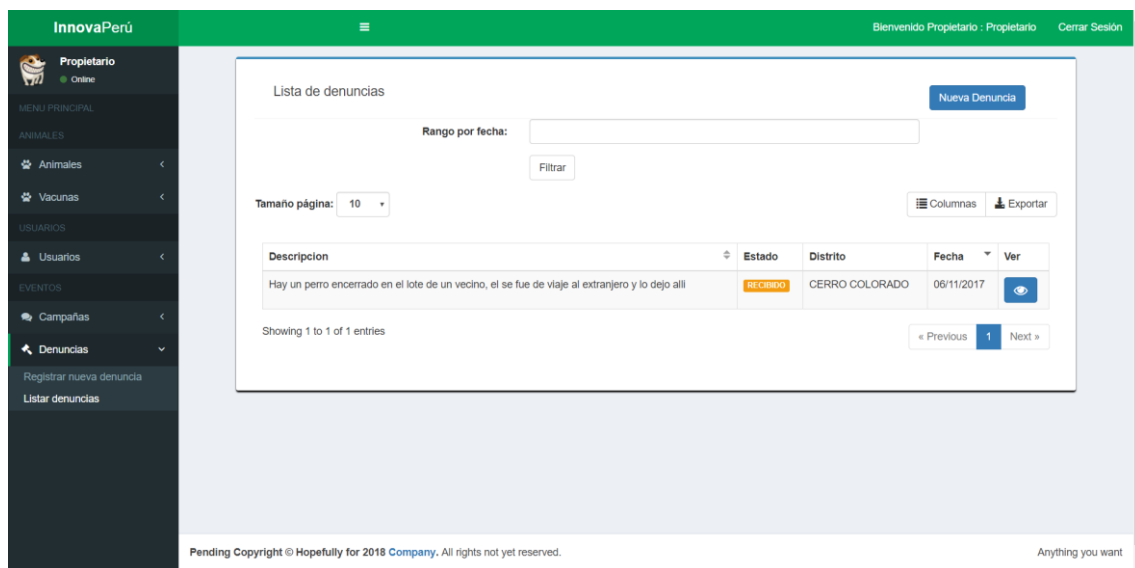 InnovaPerú
Bienvenido Propietario : Propietario Cerrar Sesión
Propietario
Online
MENU PRINCIPAL
ANIMALES
Animales
Vacunas
USUARIOS
Usuarios
EVENTOS
Campañas
Denuncias
Registrar nueva denuncia
Listar denuncias
Lista de denuncias
Nueva Denuncia
Rango por fecha:
Filtrar
Tamaño página: 10
Columnas Exportar
Descripcion Estado Distrito Fecha Ver
Hay un perro encerrado en el lote de un vecino, el se fue de viaje al extranjero y lo dejo alli RECIBIDO CERRO COLORADO 06/11/2017
Showing 1 to 1 of 1 entries
« Previous 1 Next »
Pending Copyright © Hopefully for 2018 Company. All rights not yet reserved. Anything you want